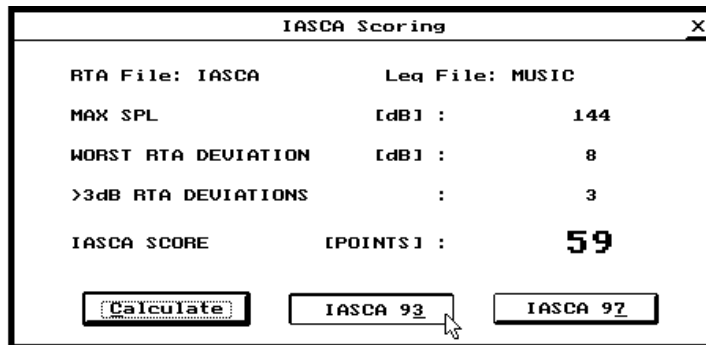 IASCA Scoring X
RTA File: IASCA Leq File: MUSIC
MAX SPL [dB] : 144
WORST RTA DEVIATION [dB] : 8
>3dB RTA DEVIATIONS : 3
IASCA SCORE [POINTS] : 59
Calculate IASCA 93 IASCA 97